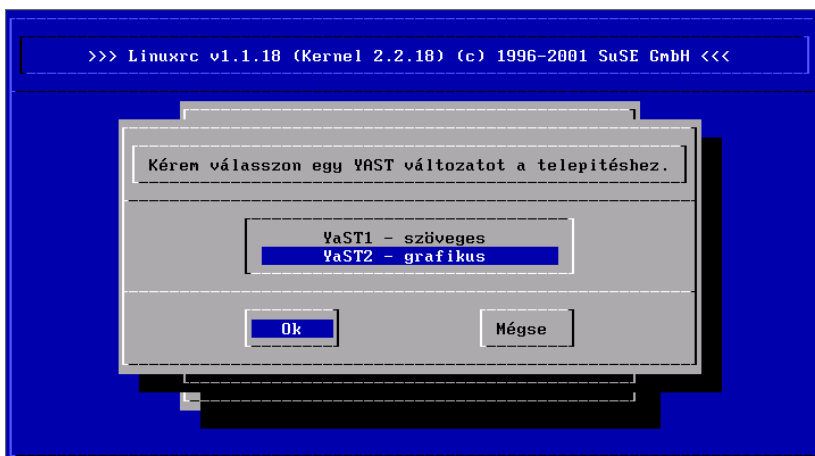 >>> Linuxrc v1.1.18 (Kernel 2.2.18) (c) 1996-2001 SuSE GmbH <<<
Kérem válasszon egy YAST változatot a telepitéshez.
YaST1 - szöveges
YaST2 - grafikus
Ok
Mégse